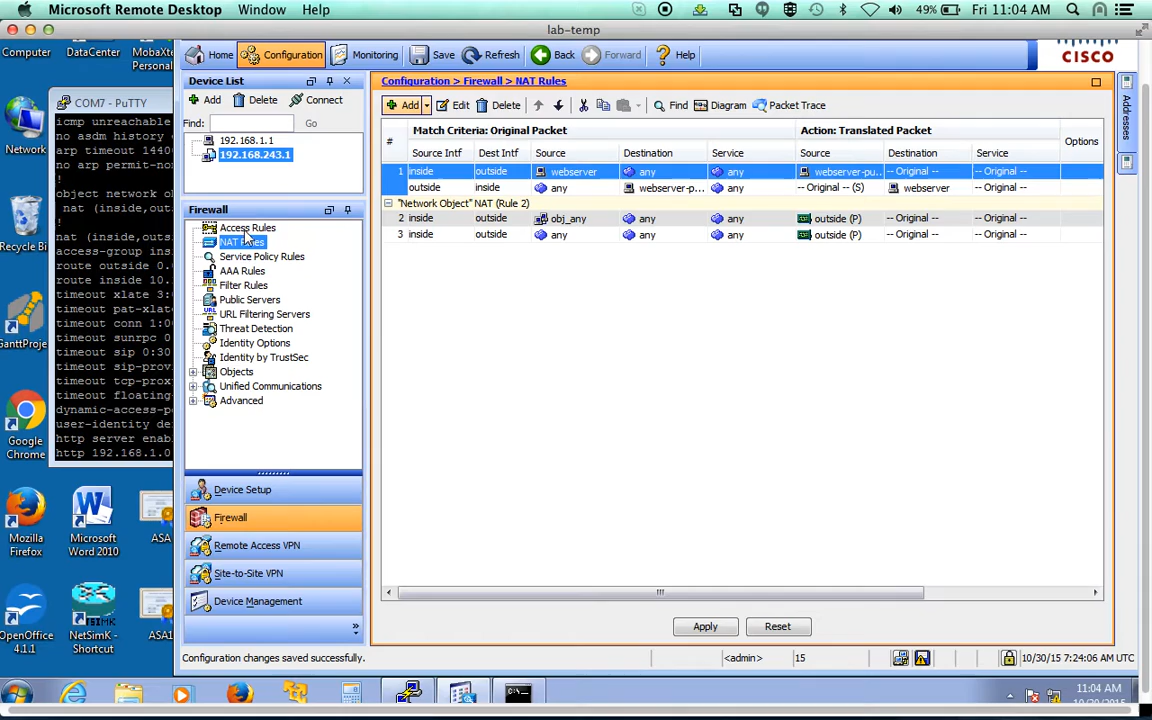 Microsoft Remote Desktop Window Help
49% Fri 11:04 AM
lab-temp
Computer DataCenter MobaXte
Personal
Network
Recycle Bi
GanttProje
Google
Chrome
Mozilla
Firefox
Microsoft
Word 2010
ASA
OpenOffice
4.1.1
NetSimK -
Shortcut
ASA1
COM7 - PuTTY
icmp unreachable
no asdm history
arp timeout 1440
no arp permit-no
!
object network o
nat (inside,outs
!
nat (inside,outs
access-group ins
route outside 0.
route inside 10.
timeout xlate 3:
timeout pat-xlat
timeout conn 1:0
timeout sunrpc 0
timeout sip 0:30
timeout sip-prov
timeout tcp-prox
timeout floating
dynamic-access-p
user-identity de
http server enab
http 192.168.1.0
Home Configuration Monitoring Save Refresh Back Forward ? Help
CISCO
Device List
Add Delete Connect
Find: Go
192.168.1.1
192.168.243.1
Firewall
Access Rules
NAT Rules
Service Policy Rules
AAA Rules
Filter Rules
Public Servers
URL Filtering Servers
Threat Detection
Identity Options
Identity by TrustSec
Objects
Unified Communications
Advanced
Device Setup
Firewall
Remote Access VPN
Site-to-Site VPN
Device Management
»
Configuration > Firewall > NAT Rules
Add Edit Delete Find Diagram Packet Trace
# Match Criteria: Original Packet Action: Translated Packet Options
Source Intf Dest Intf Source Destination Service Source Destination Service
1 inside outside webserver any any webserver-pu... -- Original -- -- Original --
outside inside any webserver-p... any -- Original -- (S) webserver -- Original --
"Network Object" NAT (Rule 2)
2 inside outside obj_any any any outside (P) -- Original -- -- Original --
3 inside outside any any any outside (P) -- Original -- -- Original --
Apply Reset
Addresses
Configuration changes saved successfully. <admin> 15 10/30/15 7:24:06 AM UTC
11:04 AM